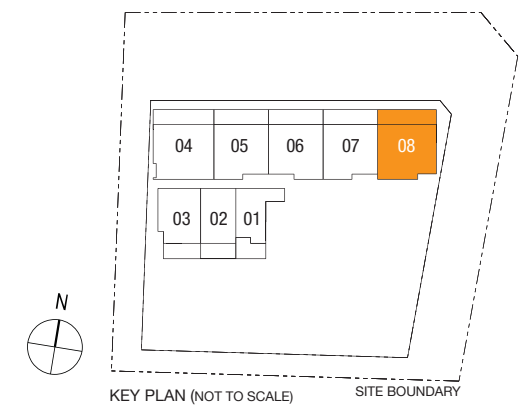 04 05 06 07 08
03 02 01
N
KEY PLAN (NOT TO SCALE)
SITE BOUNDARY